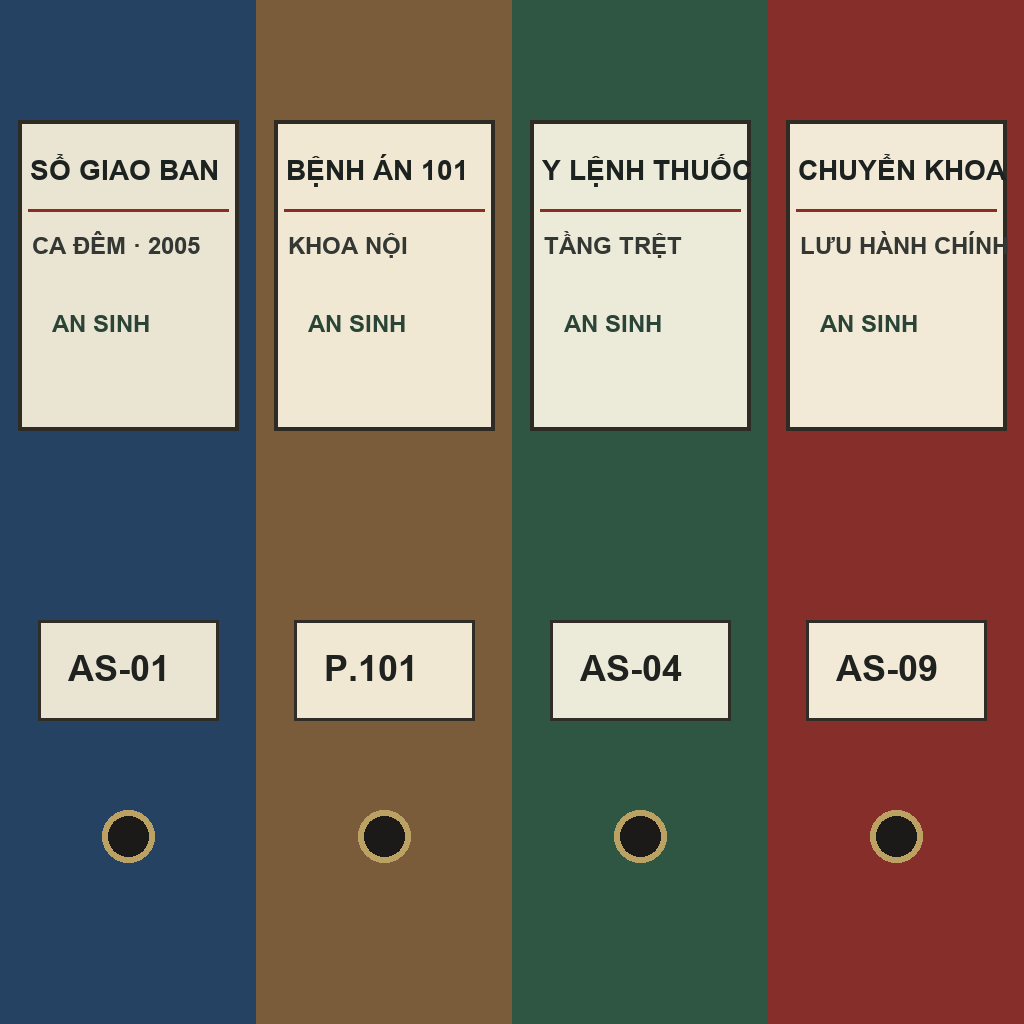 SỔ GIAO BAN
CA ĐÊM · 2005
AN SINH
AS-01
BỆNH ÁN 101
KHOA NỘI
AN SINH
P.101
Y LỆNH THUỐC
TẦNG TRỆT
AN SINH
AS-04
CHUYỂN KHOA
LƯU HÀNH CHÍNH
AN SINH
AS-09